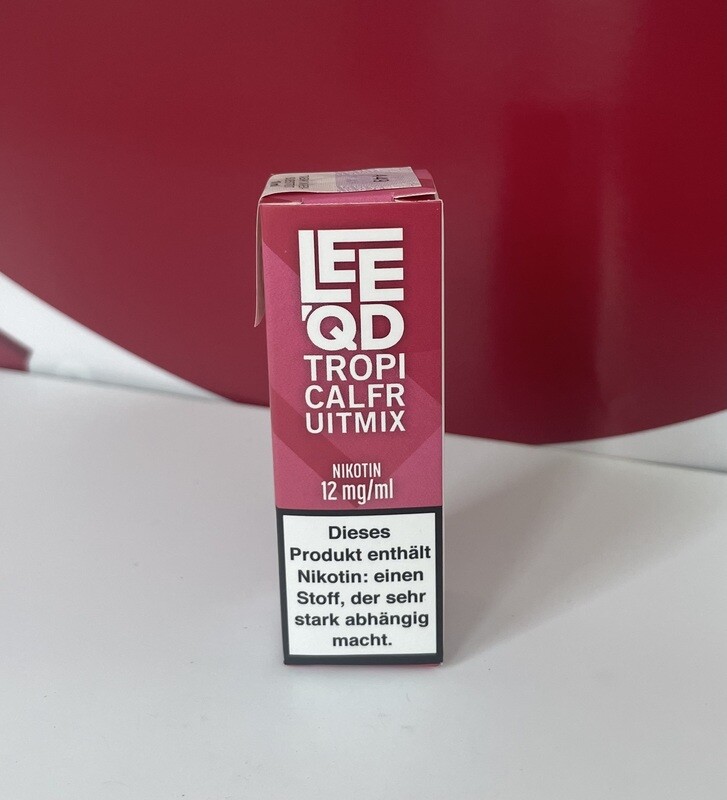 LEE
'QD
TROPI
CALFR
UITMIX
NIKOTIN
12 mg/ml
Dieses
Produkt enthält
Nikotin: einen
Stoff, der sehr
stark abhängig
macht.